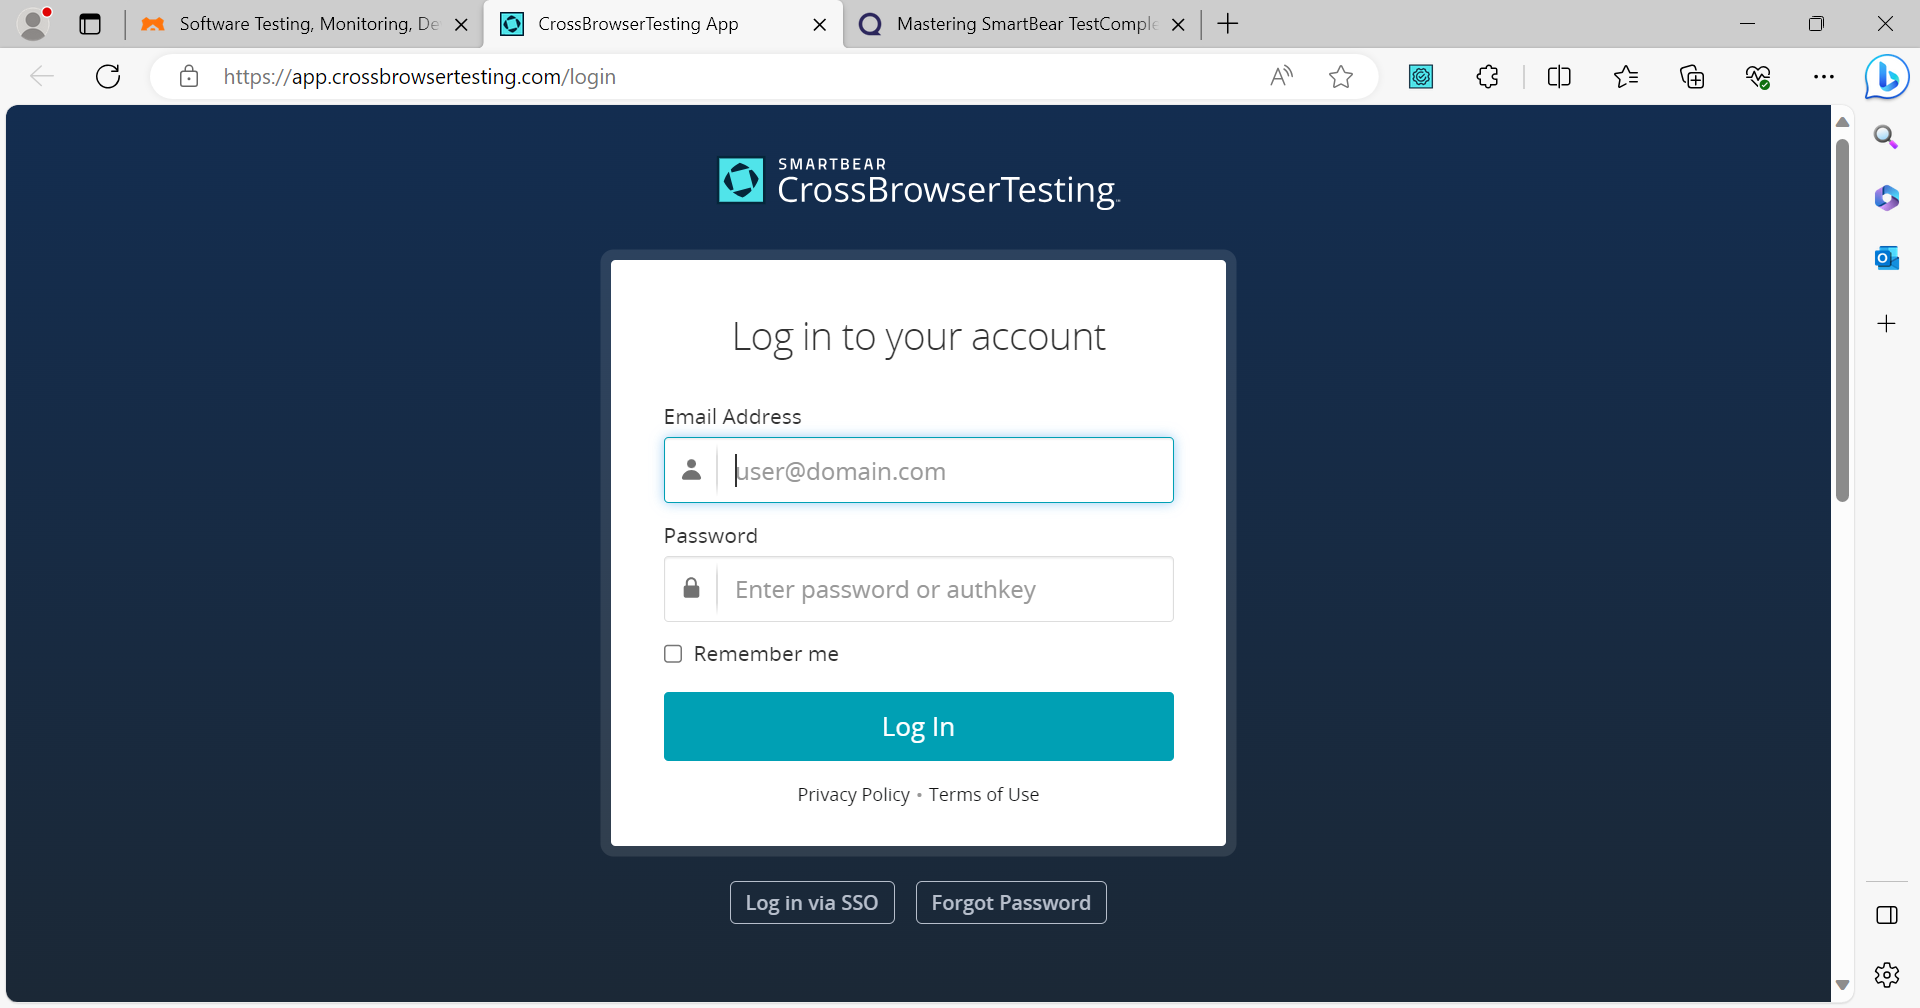 Software Testing, Monitoring, De
CrossBrowserTesting App
Mastering SmartBear TestComple
https://app.crossbrowsertesting.com/login
SMARTBEAR
CrossBrowserTesting
Log in to your account
Email Address
user@domain.com
Password
Enter password or authkey
Remember me
Log In
Privacy Policy • Terms of Use
Log in via SSO
Forgot Password